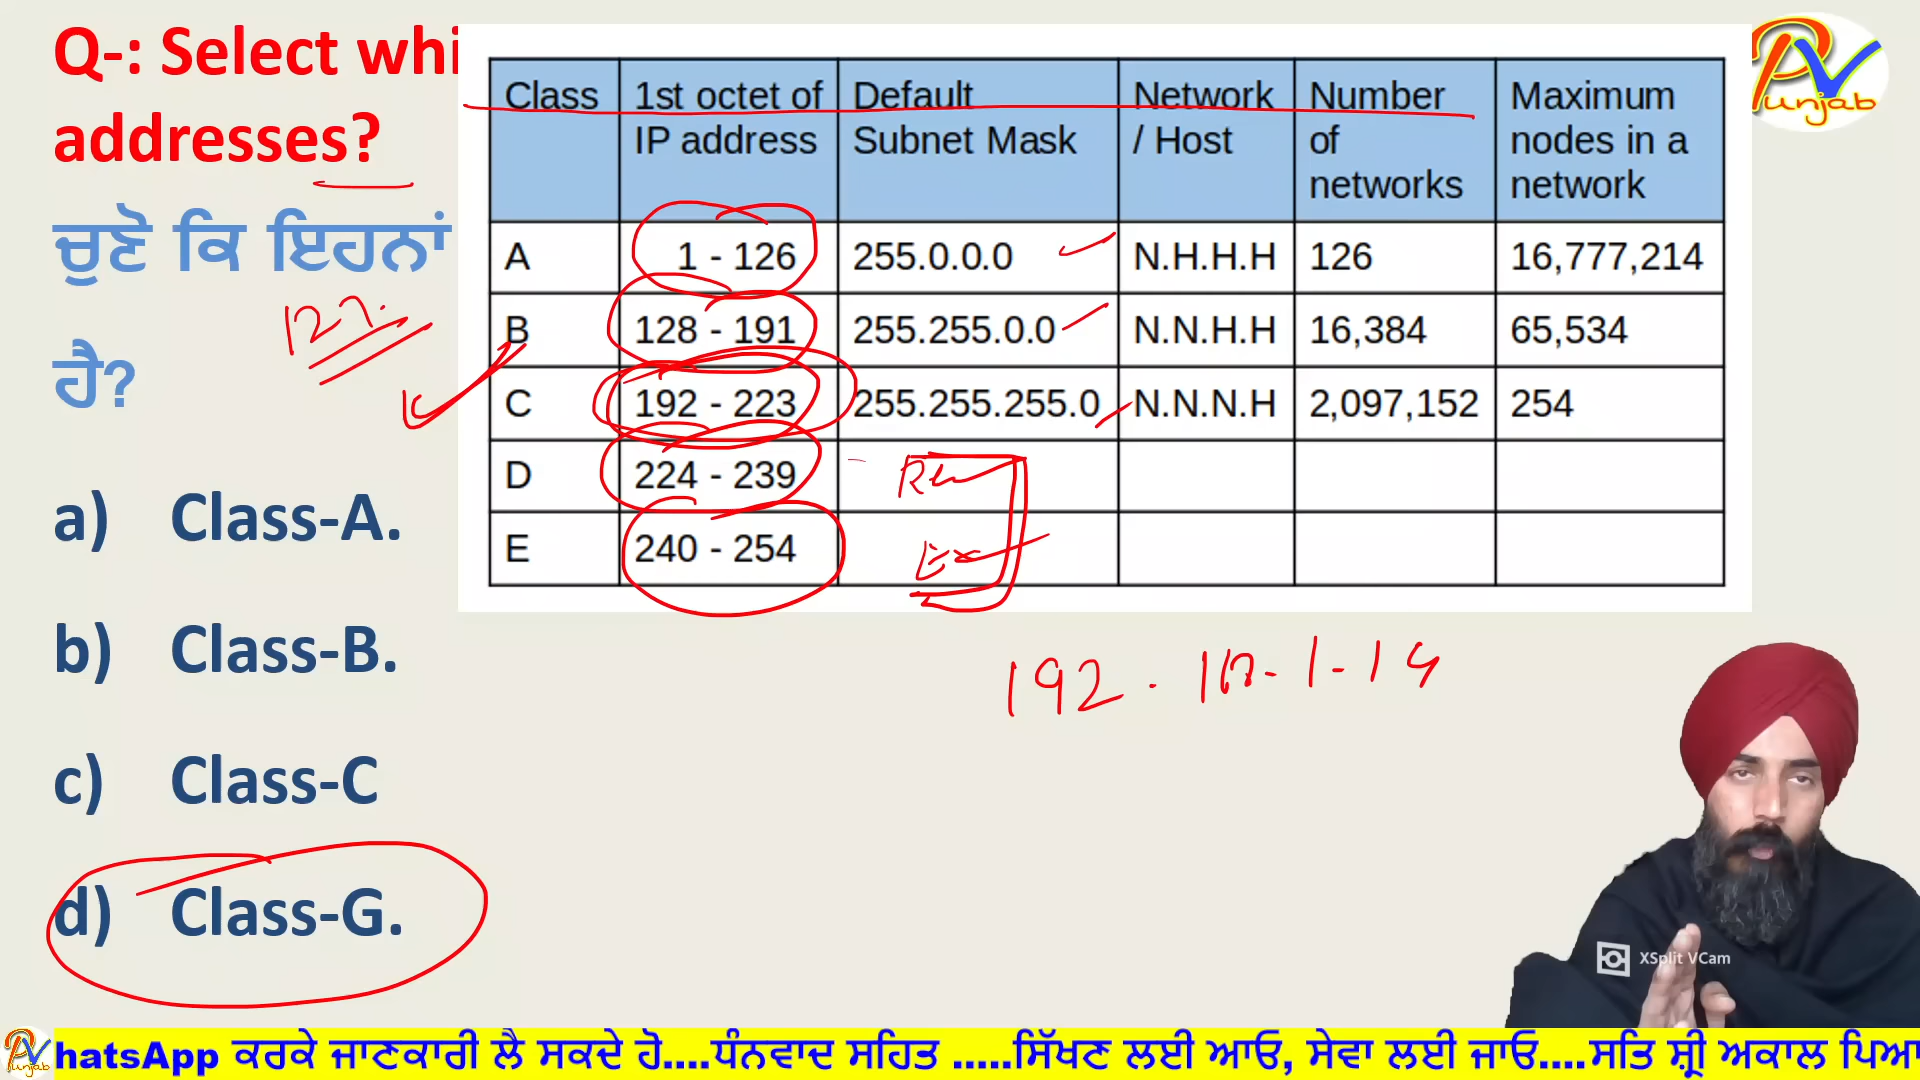 Q-: Select whi
addresses?
ਚੁਣੋ ਕਿ ਇਹਨਾਂ
ਹੈ?
127.
a) Class-A.
b) Class-B.
c) Class-C
d) Class-G.
Class 1st octet of IP address Default Subnet Mask Network / Host Number of networks Maximum nodes in a network
A 1 - 126 255.0.0.0 N.H.H.H 126 16,777,214
B 128 - 191 255.255.0.0 N.N.H.H 16,384 65,534
C 192 - 223 255.255.255.0 N.N.N.H 2,097,152 254
D 224 - 239
E 240 - 254
Punjab
XSplit VCam
Punjab
hatsApp ਕਰਕੇ ਜਾਣਕਾਰੀ ਲੈ ਸਕਦੇ ਹੋ....ਧੰਨਵਾਦ ਸਹਿਤ .....ਸਿੱਖਣ ਲਈ ਆਓ, ਸੇਵਾ ਲਈ ਜਾਓ....ਸਤਿ ਸ਼੍ਰੀ ਅਕਾਲ ਪਿਆ